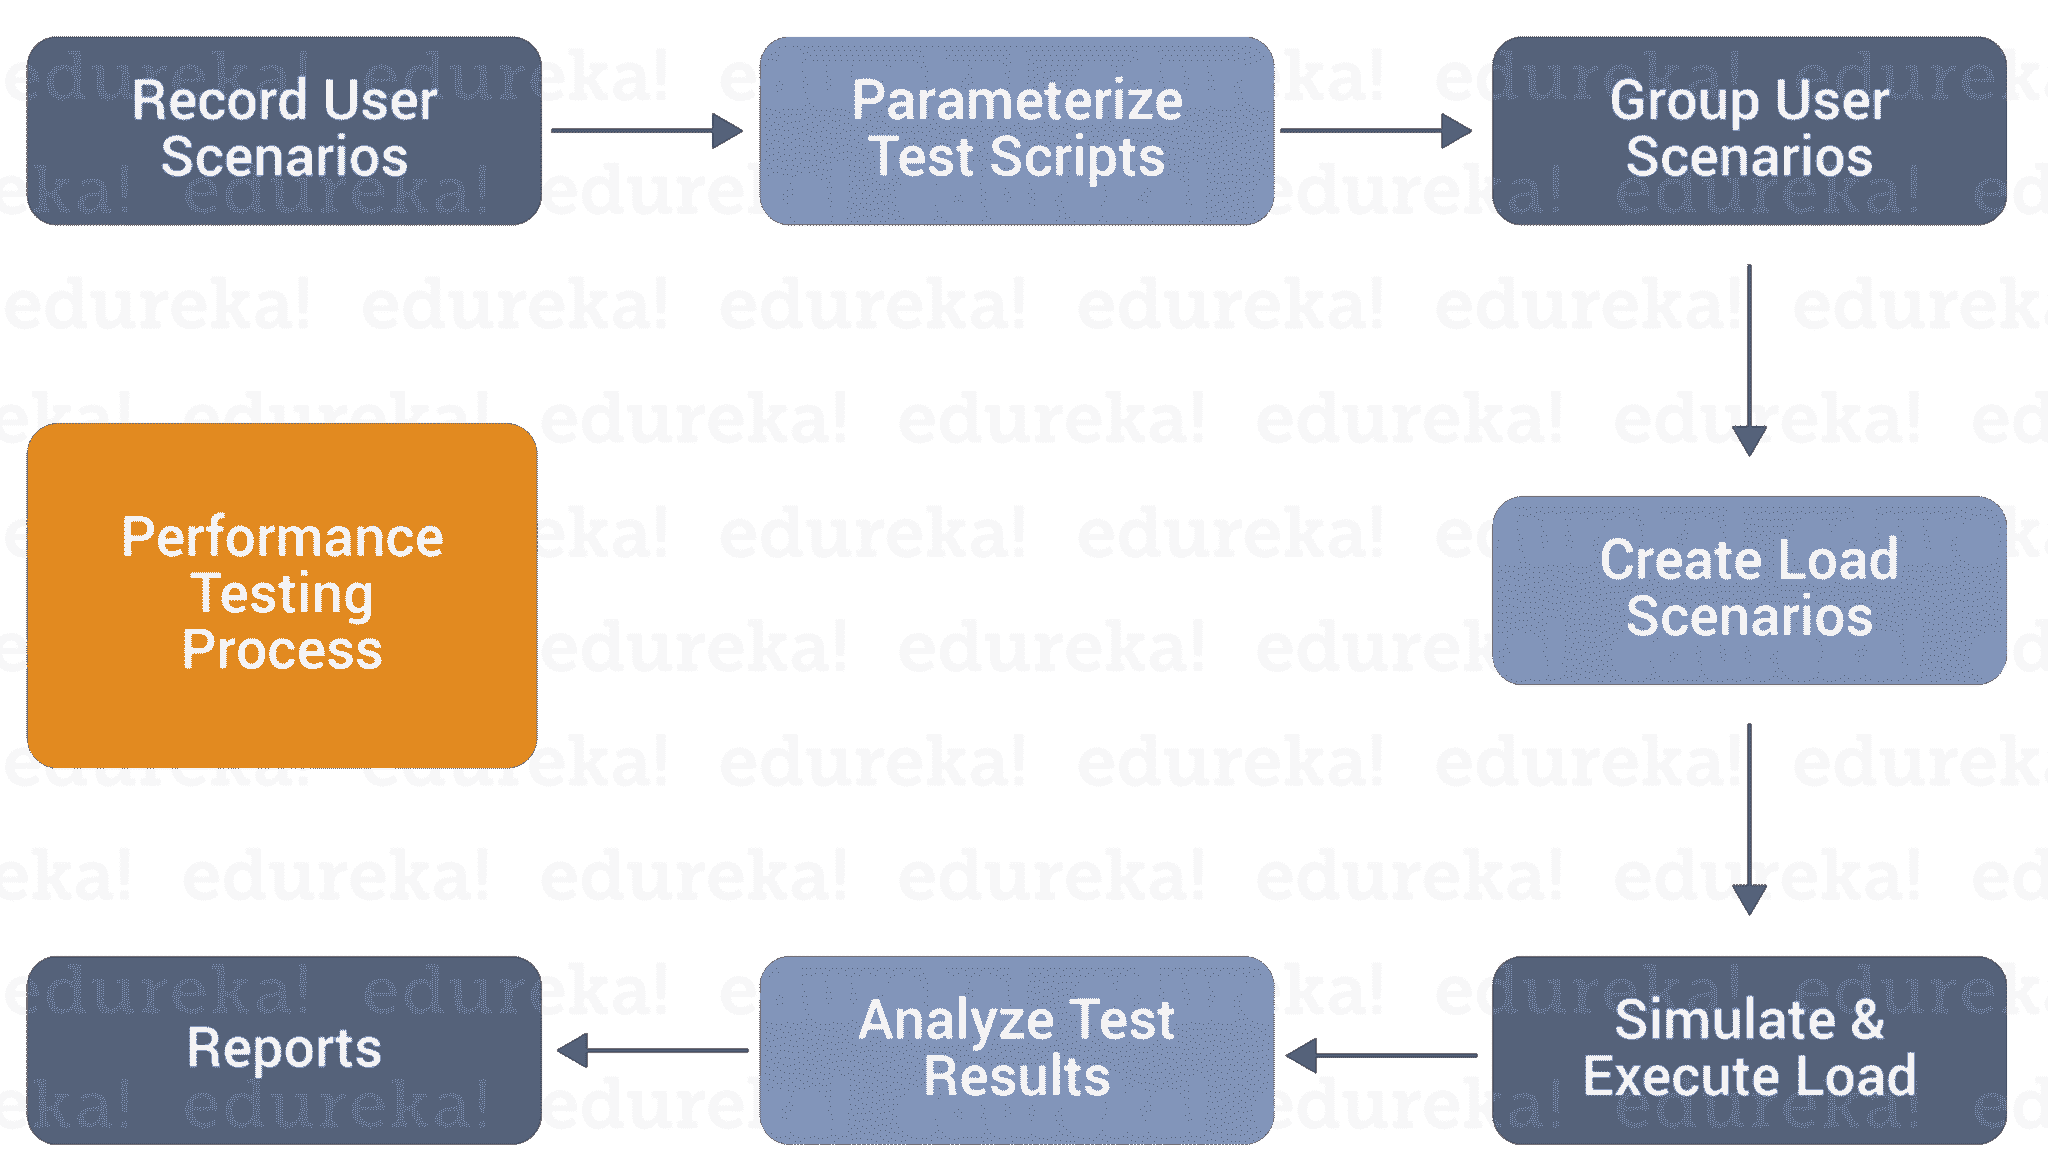 Record User
Scenarios
Parameterize
Test Scripts
Group User
Scenarios
Performance
Testing
Process
Create Load
Scenarios
Reports
Analyze Test
Results
Simulate &
Execute Load
edureka!